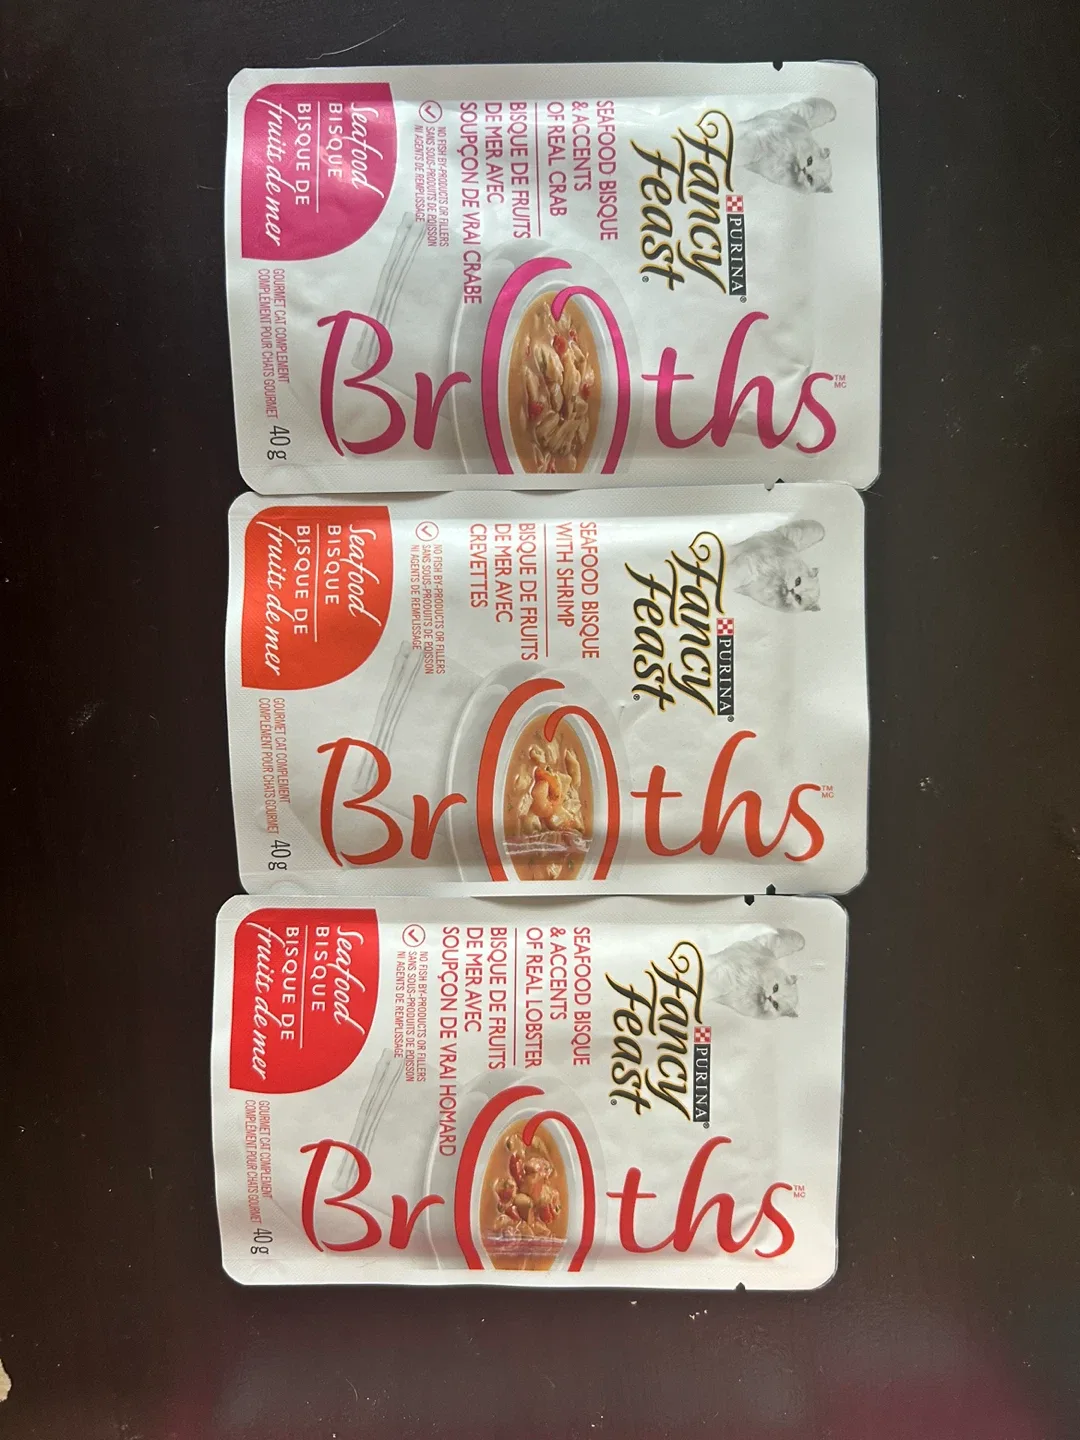 PURINA®
Fancy
Feast®
SEAFOOD BISQUE
& ACCENTS
OF REAL CRAB
BISQUE DE FRUITS
DE MER AVEC
SOUPÇON DE VRAI CRABE
NO FISH BY-PRODUCTS OR FILLERS
SANS SOUS-PRODUITS DE POISSON
NI AGENTS DE REMPLISSAGE
Broths™
MC
Seafood
BISQUE
BISQUE DE
fruits de mer
GOURMET CAT COMPLEMENT
COMPLÉMENT POUR CHATS GOURMET
40 g
PURINA®
Fancy
Feast®
SEAFOOD BISQUE
WITH SHRIMP
BISQUE DE FRUITS
DE MER AVEC
CREVETTES
NO FISH BY-PRODUCTS OR FILLERS
SANS SOUS-PRODUITS DE POISSON
NI AGENTS DE REMPLISSAGE
Broths™
MC
Seafood
BISQUE
BISQUE DE
fruits de mer
GOURMET CAT COMPLEMENT
COMPLÉMENT POUR CHATS GOURMET
40 g
PURINA®
Fancy
Feast®
SEAFOOD BISQUE
& ACCENTS
OF REAL LOBSTER
BISQUE DE FRUITS
DE MER AVEC
SOUPÇON DE VRAI HOMARD
NO FISH BY-PRODUCTS OR FILLERS
SANS SOUS-PRODUITS DE POISSON
NI AGENTS DE REMPLISSAGE
Broths™
MC
Seafood
BISQUE
BISQUE DE
fruits de mer
GOURMET CAT COMPLEMENT
COMPLÉMENT POUR CHATS GOURMET
40 g